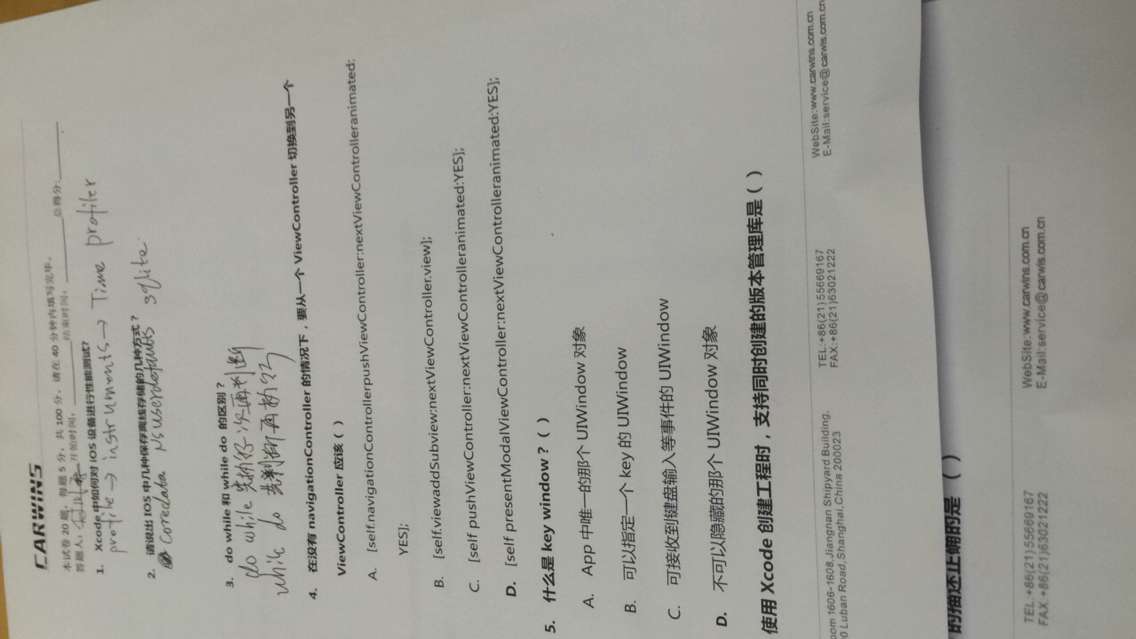 CARWINS
本试卷 20 题，每题 5 分，共 100 分，请在 40 分钟内填写完毕。
答题人： 开始时间： 结束时间： 总得分:
1. Xcode 中如何对 iOS 设备进行性能测试?
profile → instruments → Time profiler
2. 请说出 IOS 中几种保存离线存储的几种方式？
coredata NSuserdefaults sqlite
3. do while 和 while do 的区别？
do while 先执行一次再判断
while do 先判断再执行
4. 在没有 navigationController 的情况下，要从一个 ViewController 切换到另一个
ViewController 应该（ ）
A. [self.navigationControllerpushViewController:nextViewControlleranimated:
YES];
B. [self.viewaddSubview:nextViewController.view];
C. [self pushViewController:nextViewControlleranimated:YES];
D. [self presentModalViewController:nextViewControlleranimated:YES];
5. 什么是 key window？（ ）
A. App 中唯一的那个 UIWindow 对象
B. 可以指定一个 key 的 UIWindow
C. 可接收到键盘输入等事件的 UIWindow
D. 不可以隐藏的那个 UIWindow 对象
使用 Xcode 创建工程时，支持同时创建的版本管理库是（ ）
oom 1606-1608,Jiangnan Shipyard Building, TEL:+86(21)55669167 WebSite:www.carwins.com.cn
0 Luban Road,Shanghai,China 200023 FAX:+86(21)63021222 E-Mail:service@carwis.com.cn
的描述正确的是 （ ）
TEL:+86(21)55669167 WebSite:www.carwins.com.cn
FAX:+86(21)63021222 E-Mail:service@carwis.com.cn